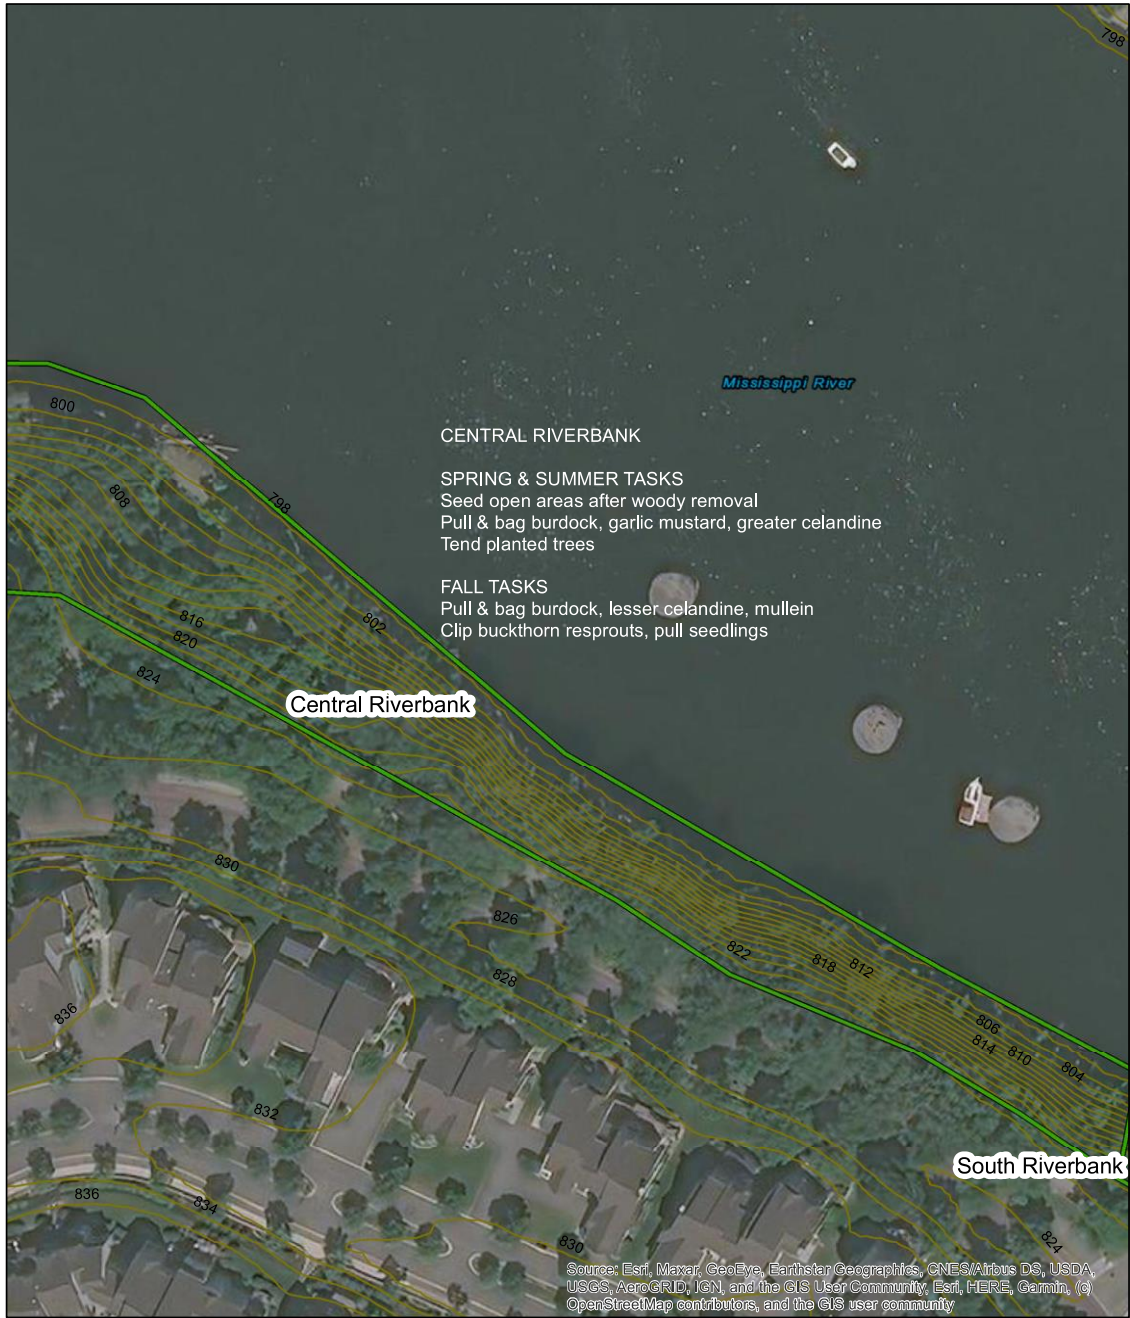 798
Mississippi River
800
CENTRAL RIVERBANK
SPRING & SUMMER TASKS
Seed open areas after woody removal
Pull & bag burdock, garlic mustard, greater celandine
Tend planted trees
FALL TASKS
Pull & bag burdock, lesser celandine, mullein
Clip buckthorn resprouts, pull seedlings
808
798
816
802
820
824
Central Riverbank
830
826
822
818
812
828
836
806
814
810
804
832
South Riverbank
836
834
830
824
Source: Esri, Maxar, GeoEye, Earthstar Geographics, CNES/Airbus DS, USDA,
USGS, AeroGRID, IGN, and the GIS User Community, Esri, HERE, Garmin, (c)
OpenStreetMap contributors, and the GIS user community